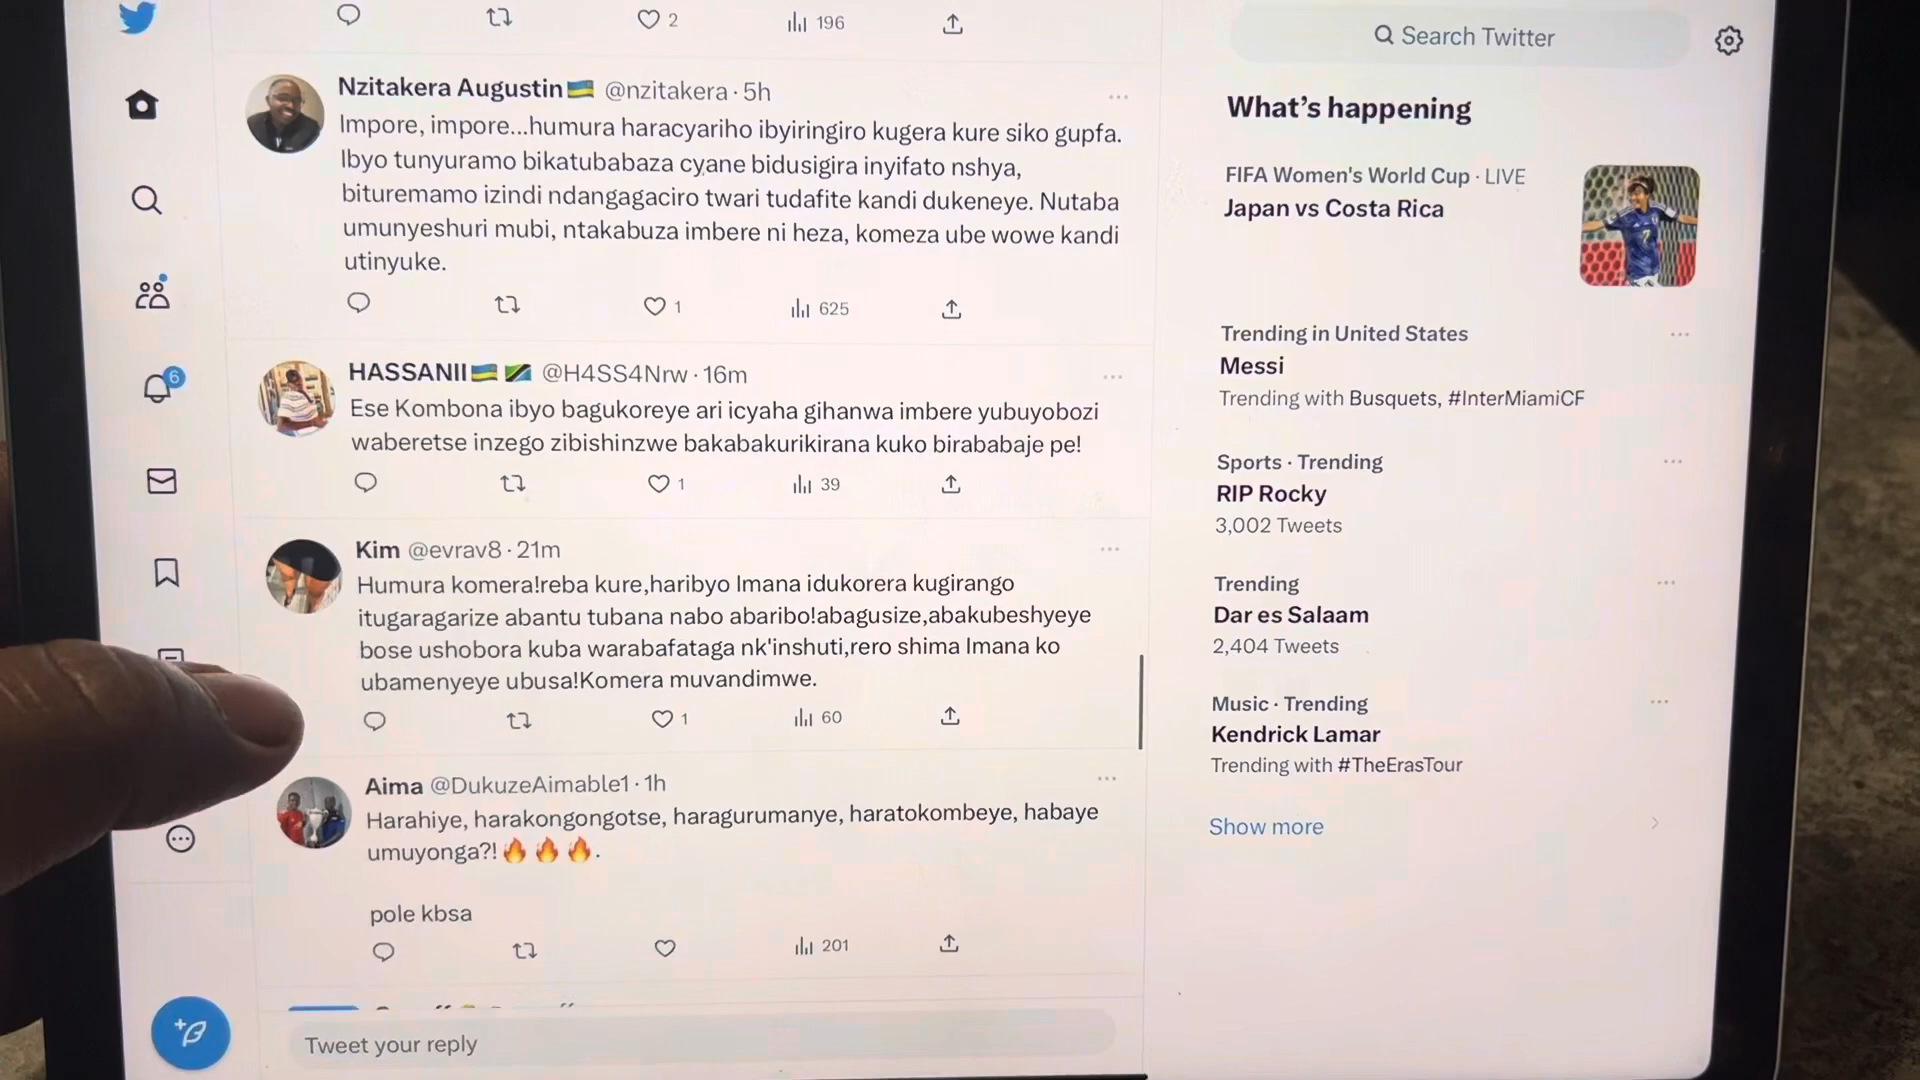 2
196
Search Twitter
Nzitakera Augustin @nzitakera · 5h
Impore, impore...humura haracyariho ibyiringiro kugera kure siko gupfa.
Ibyo tunyuramo bikatubabaza cyane bidusigira inyifato nshya,
bituremamo izindi ndangagaciro twari tudafite kandi dukeneye. Nutaba
umunyeshuri mubi, ntakabuza imbere ni heza, komeza ube wowe kandi
utinyuke.
1
625
HASSANII @H4SS4Nrw · 16m
Ese Kombona ibyo bagukoreye ari icyaha gihanwa imbere yubuyobozi
waberetse inzego zibishinzwe bakabakurikirana kuko birababaje pe!
1
39
6
Kim @evrav8 · 21m
Humura komera!reba kure,haribyo Imana idukorera kugirango
itugaragarize abantu tubana nabo abaribo!abagusize,abakubeshyeye
bose ushobora kuba warabafataga nk'inshuti,rero shima Imana ko
ubamenyeye ubusa!Komera muvandimwe.
1
60
Aima @DukuzeAimable1 · 1h
Harahiye, harakongongotse, haragurumanye, haratokombeye, habaye
umuyonga?!🔥🔥🔥.
pole kbsa
201
Tweet your reply
What's happening
FIFA Women's World Cup · LIVE
Japan vs Costa Rica
Trending in United States
Messi
Trending with Busquets, #InterMiamiCF
Sports · Trending
RIP Rocky
3,002 Tweets
Trending
Dar es Salaam
2,404 Tweets
Music · Trending
Kendrick Lamar
Trending with #TheErasTour
Show more